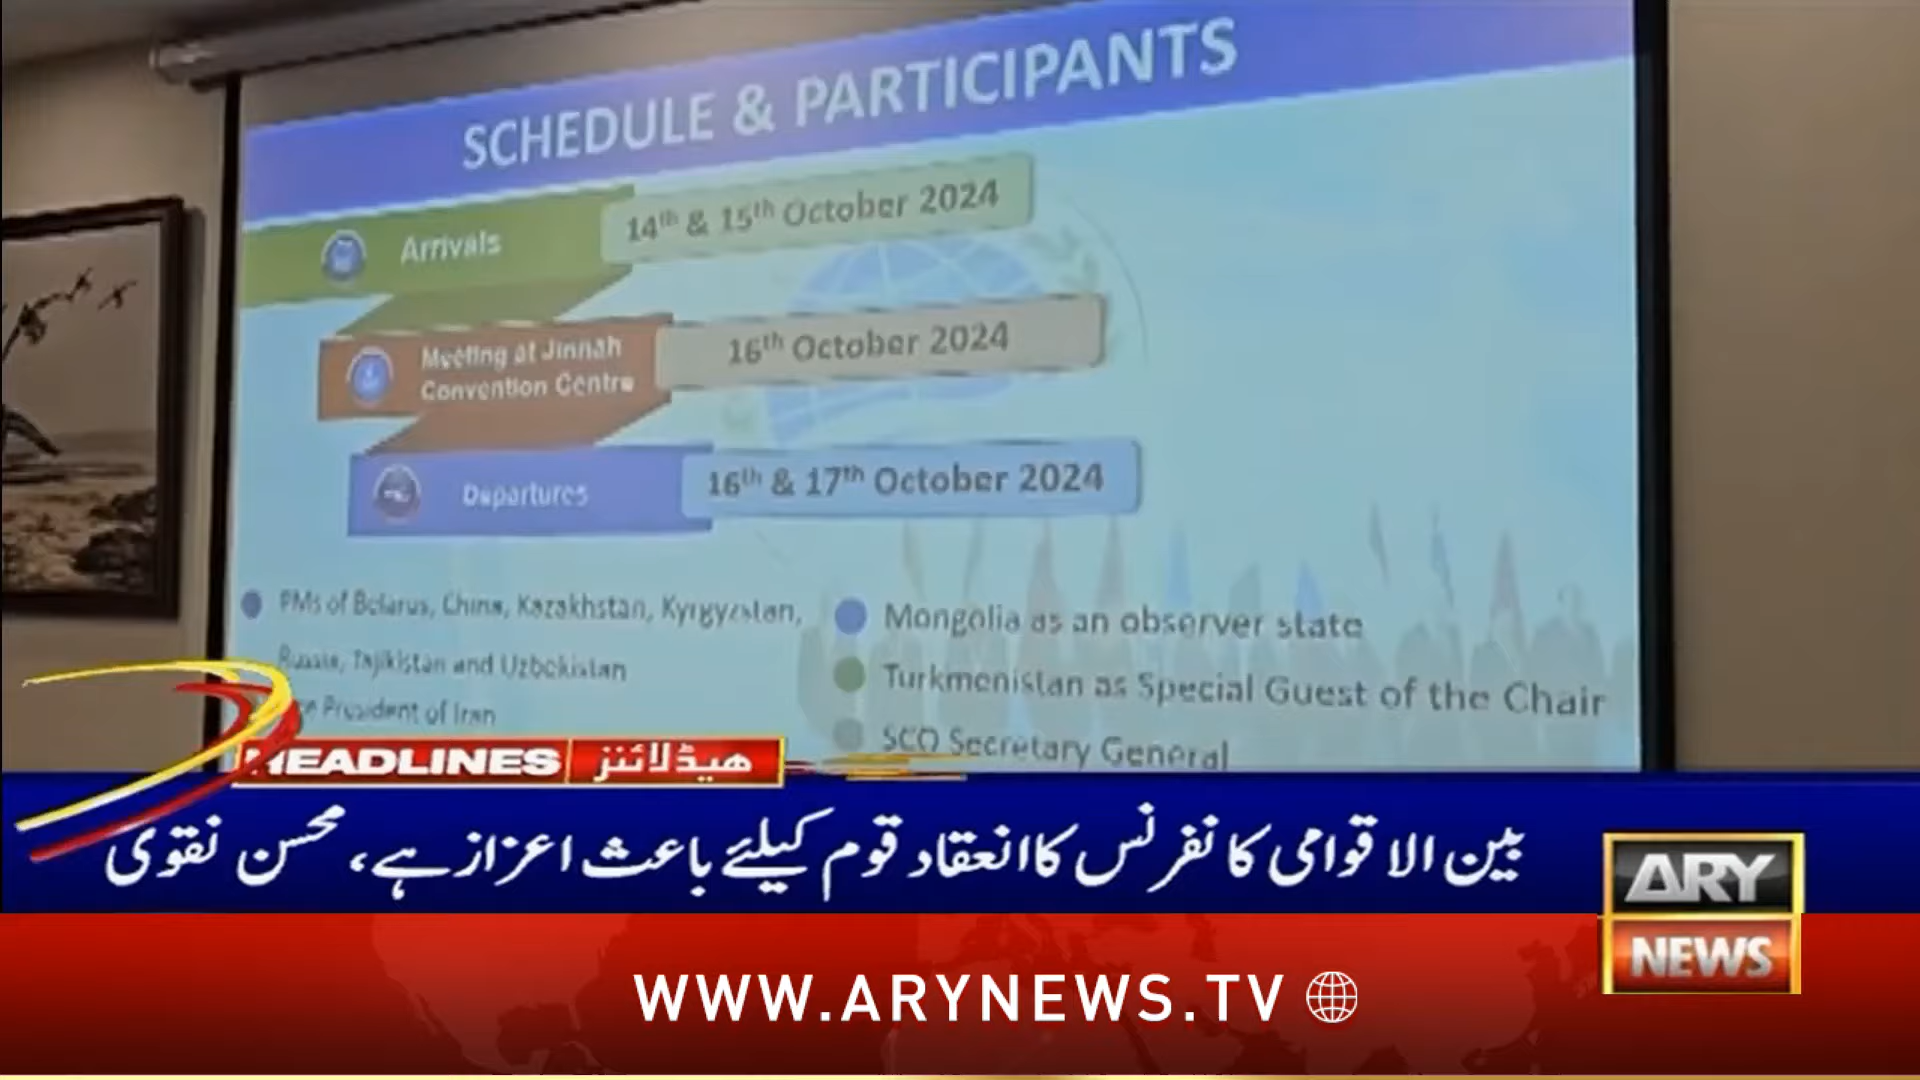 SCHEDULE & PARTICIPANTS
Arrivals
14th & 15th October 2024
Meeting at Jinnah
Convention Centre
16th October 2024
Departures
16th & 17th October 2024
PMs of Belarus, China, Kazakhstan, Kyrgyzstan,
Russia, Tajikistan and Uzbekistan
President of Iran
Mongolia as an observer state
Turkmenistan as Special Guest of the Chair
SCO Secretary General
HEADLINES ہیڈلائنز
بین الاقوامی کانفرنس کا انعقاد قوم کیلئے باعث اعزاز ہے، محسن نقوی
ARY
NEWS
WWW.ARYNEWS.TV